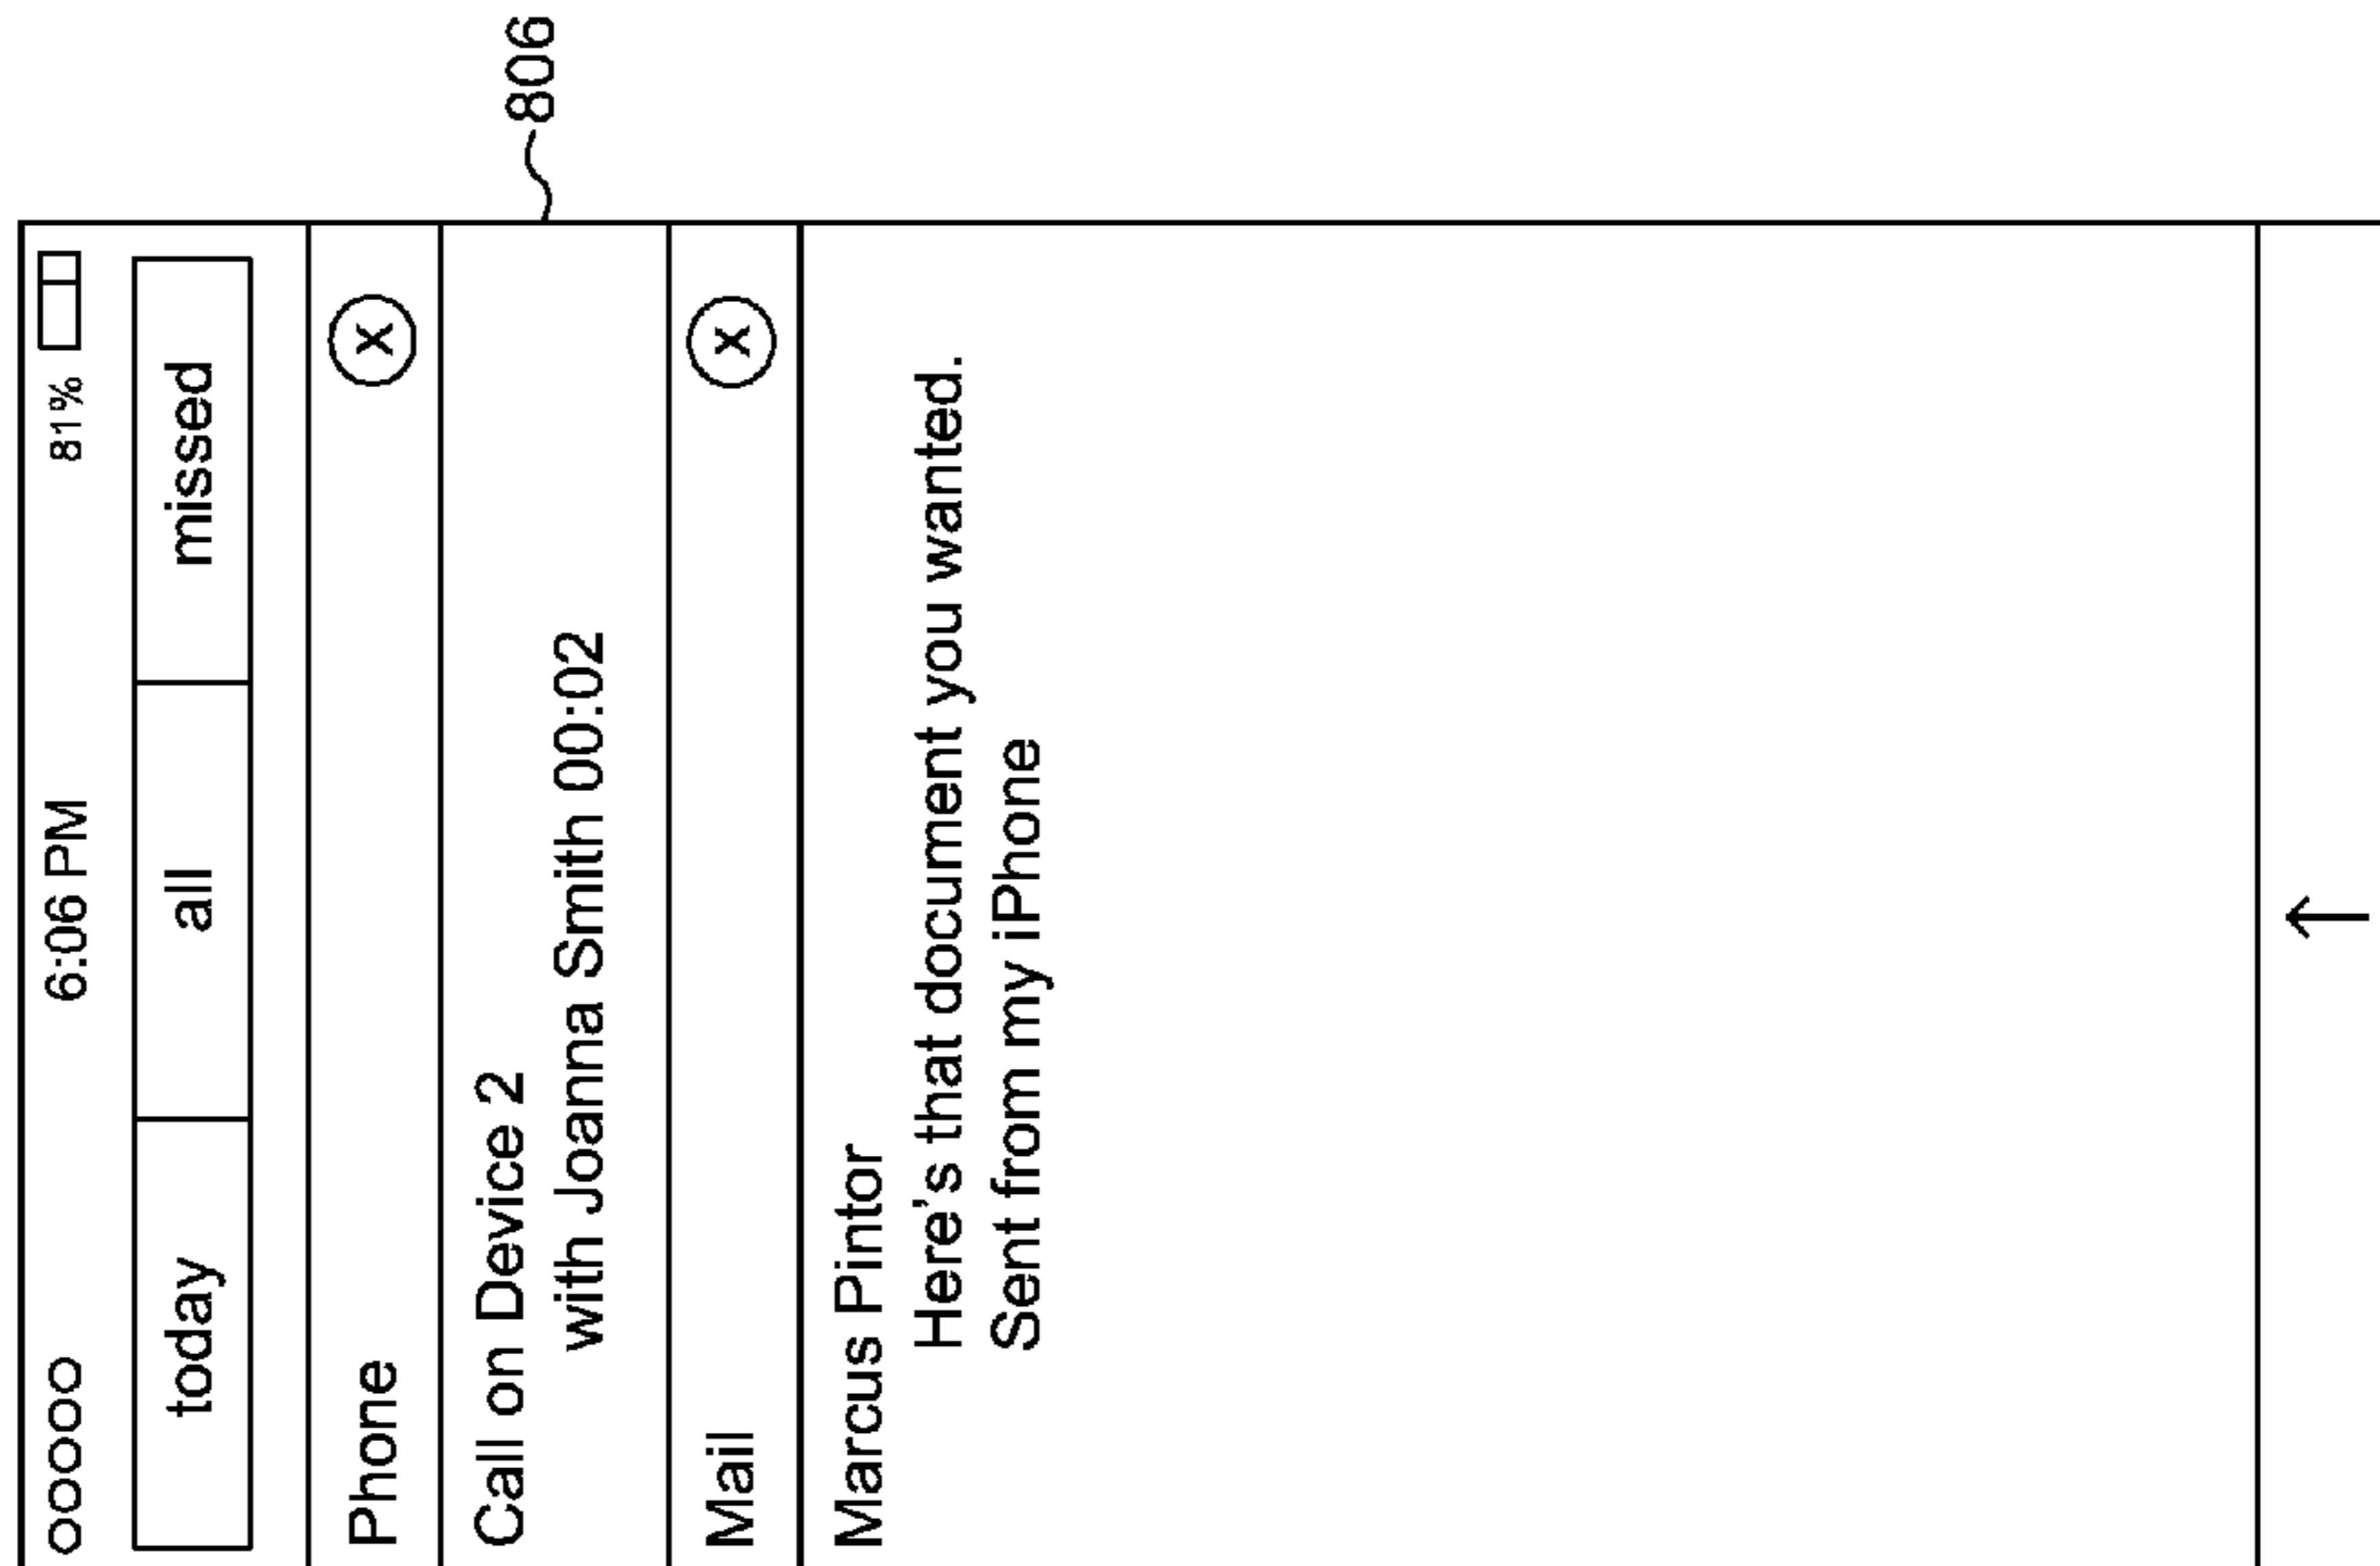 ooooo 6:06 PM 81%
today all missed
Phone x
Call on Device 2
with Joanna Smith 00:02
806
Mail x
Marcus Pintor
Here's that document you wanted.
Sent from my iPhone